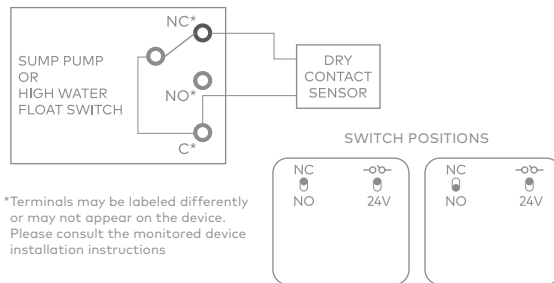 NC*
SUMP PUMP
OR
HIGH WATER
FLOAT SWITCH
NO*
C*
DRY
CONTACT
SENSOR
SWITCH POSITIONS
NC
NO
24V
NC
NO
24V
*Terminals may be labeled differently
or may not appear on the device.
Please consult the monitored device
installation instructions